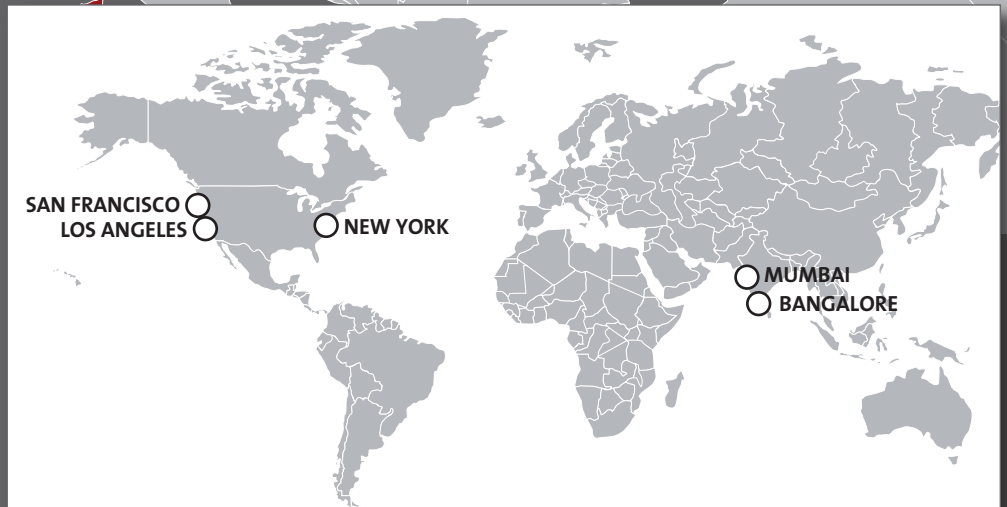 SAN FRANCISCO
LOS ANGELES
NEW YORK
MUMBAI
BANGALORE